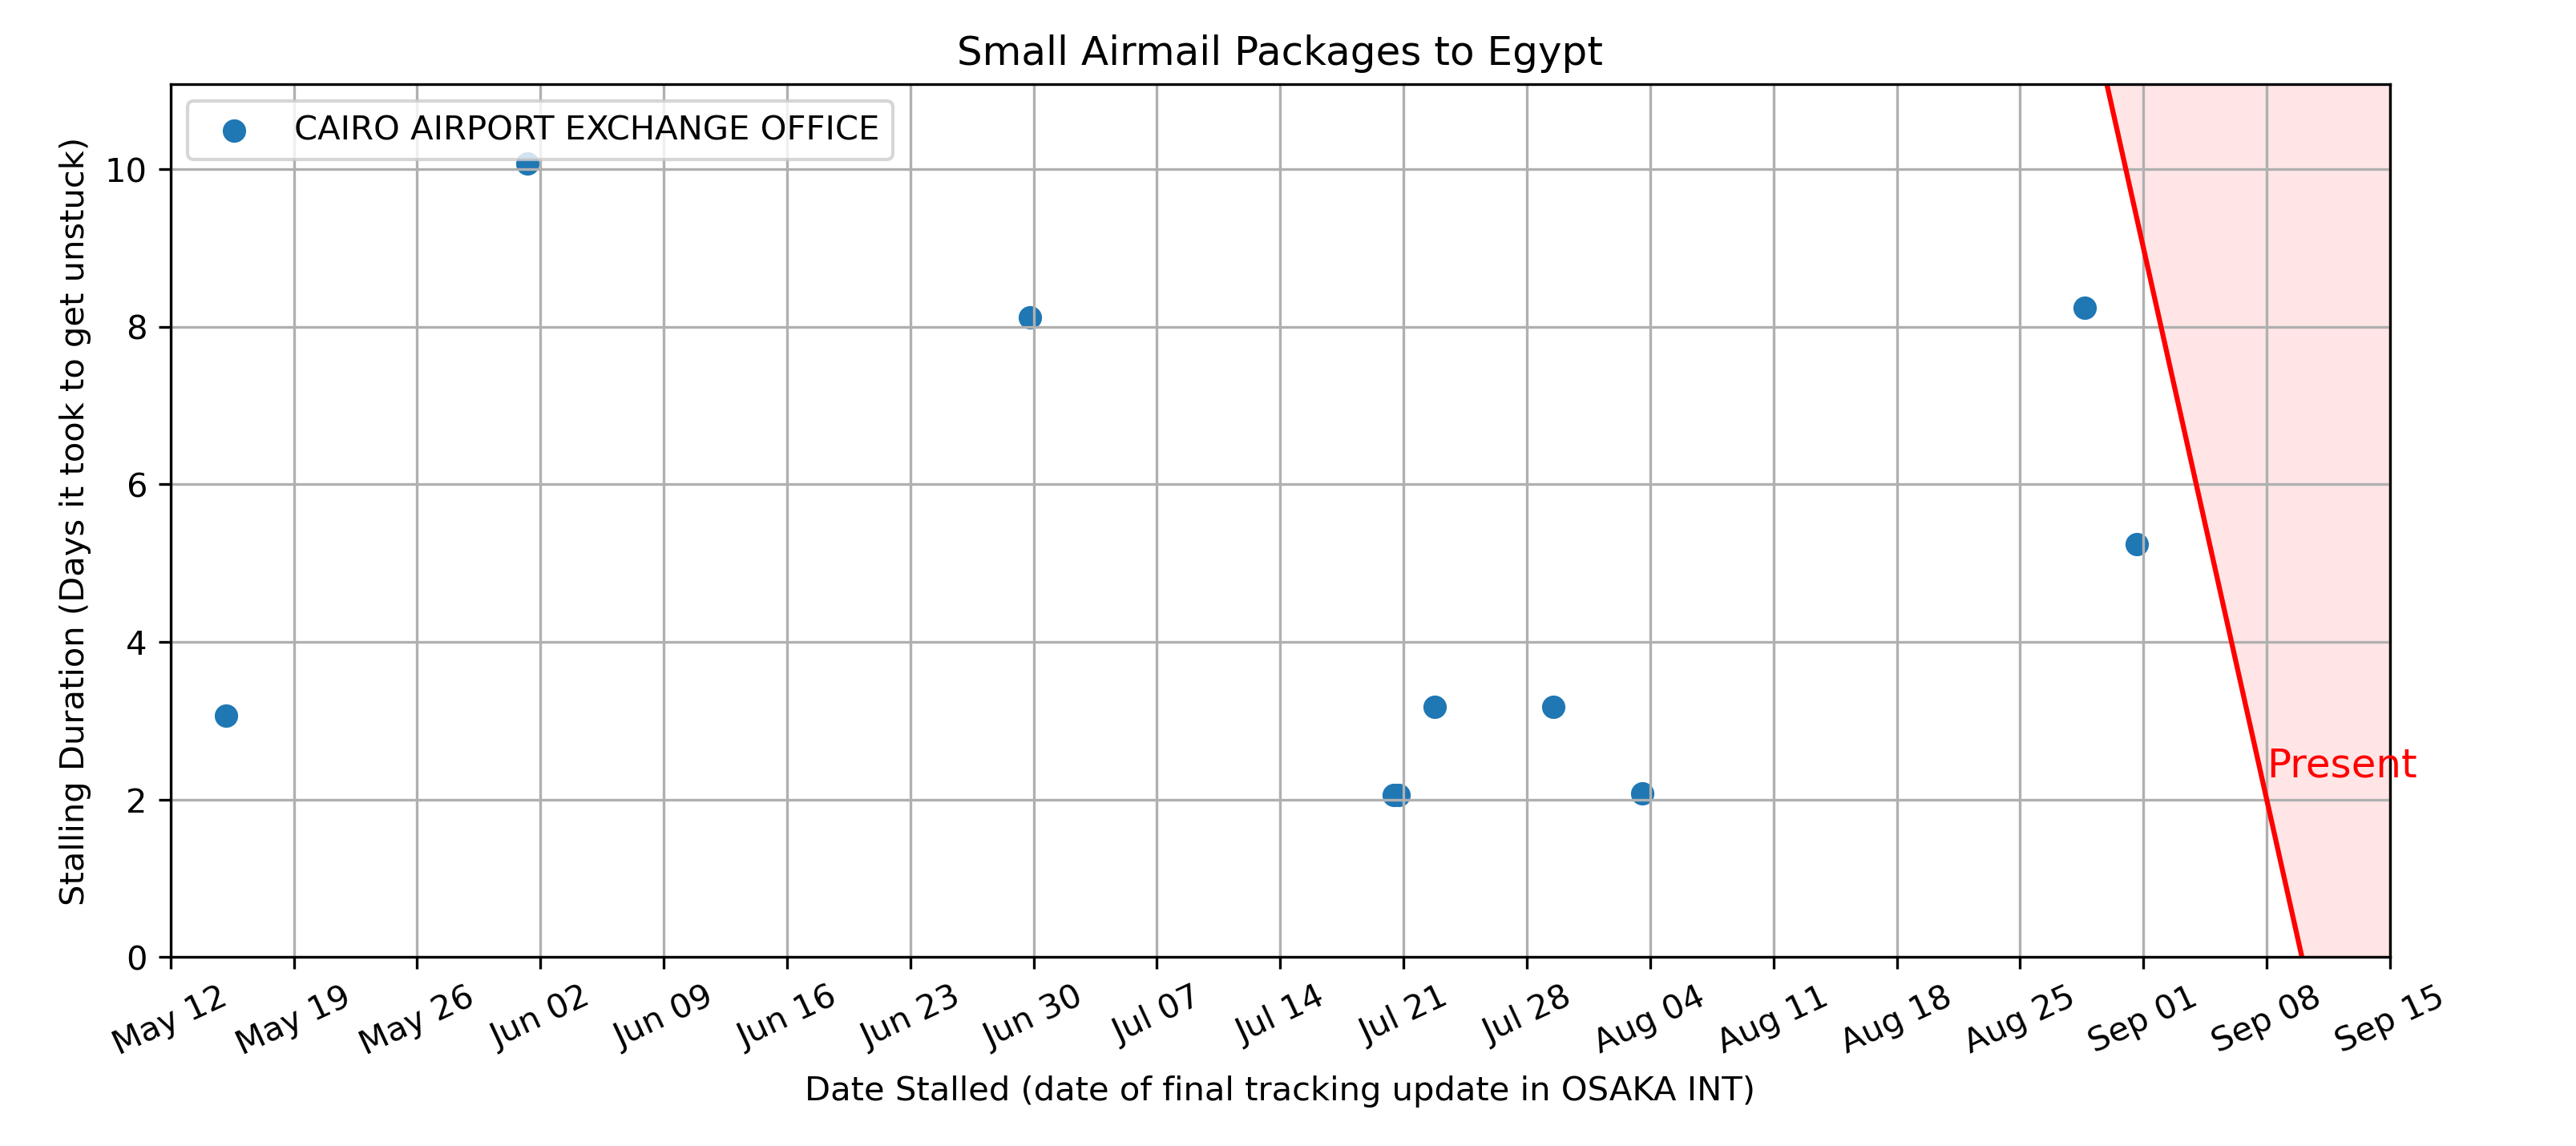 Small Airmail Packages to Egypt
CAIRO AIRPORT EXCHANGE OFFICE
Stalling Duration (Days it took to get unstuck)
10
8
6
4
2
0
Present
May 12 May 19 May 26 Jun 02 Jun 09 Jun 16 Jun 23 Jun 30 Jul 07 Jul 14 Jul 21 Jul 28 Aug 04 Aug 11 Aug 18 Aug 25 Sep 01 Sep 08 Sep 15
Date Stalled (date of final tracking update in OSAKA INT)